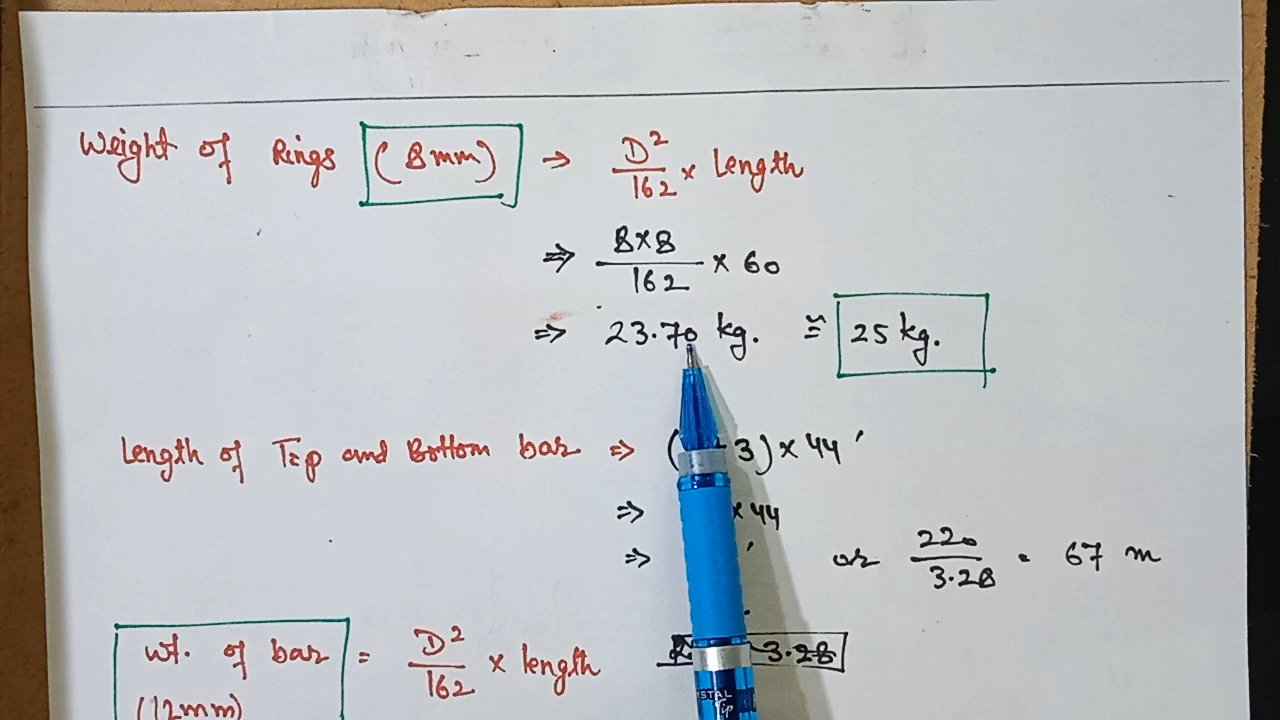 Weight of Rings (8mm) → D²/162 × Length
⇒ 8×8/162 × 60
⇒ 23.70 kg. ≅ 25 kg.
Length of Top and Bottom bar ⇒ ( 3) × 44'
⇒ × 44
⇒ ' or 220/3.28 = 67 m
wt. of bar = D²/162 × length 3.28
(12mm)
STAL
Tip